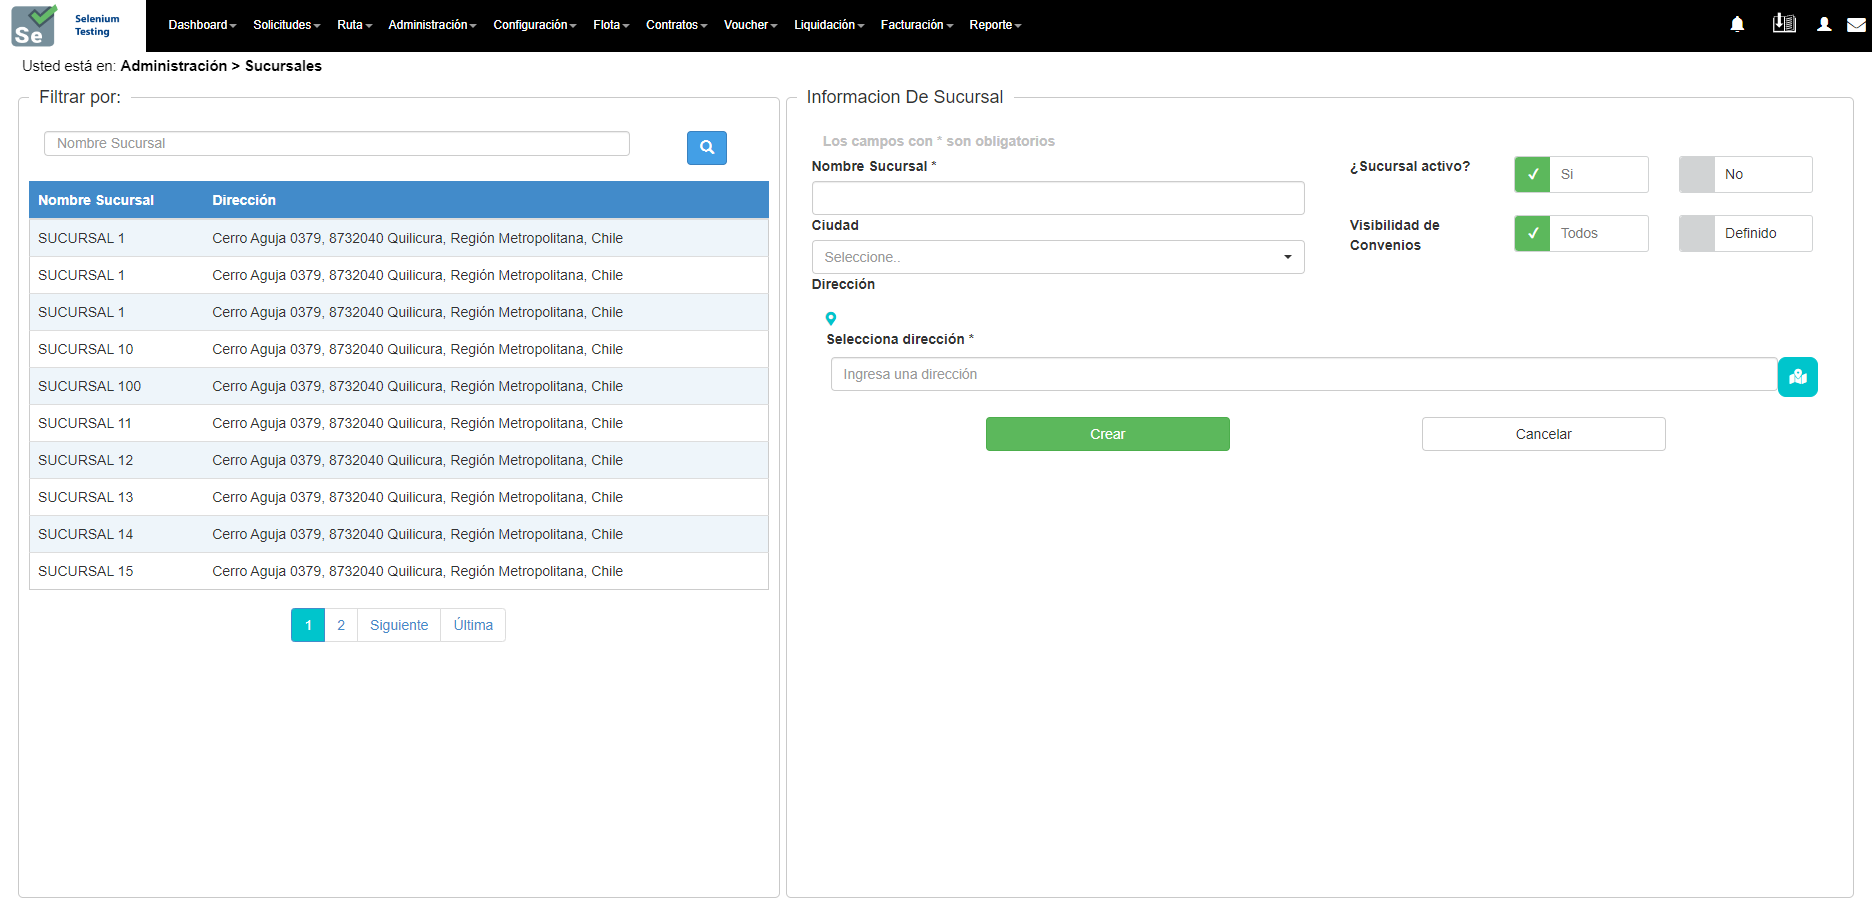 Se Selenium Testing Dashboard Solicitudes Ruta Administración Configuración Flota Contratos Voucher Liquidación Facturación Reporte
Usted está en: Administración > Sucursales
Filtrar por:
Nombre Sucursal
Nombre Sucursal Dirección
SUCURSAL 1 Cerro Aguja 0379, 8732040 Quilicura, Región Metropolitana, Chile
SUCURSAL 1 Cerro Aguja 0379, 8732040 Quilicura, Región Metropolitana, Chile
SUCURSAL 1 Cerro Aguja 0379, 8732040 Quilicura, Región Metropolitana, Chile
SUCURSAL 10 Cerro Aguja 0379, 8732040 Quilicura, Región Metropolitana, Chile
SUCURSAL 100 Cerro Aguja 0379, 8732040 Quilicura, Región Metropolitana, Chile
SUCURSAL 11 Cerro Aguja 0379, 8732040 Quilicura, Región Metropolitana, Chile
SUCURSAL 12 Cerro Aguja 0379, 8732040 Quilicura, Región Metropolitana, Chile
SUCURSAL 13 Cerro Aguja 0379, 8732040 Quilicura, Región Metropolitana, Chile
SUCURSAL 14 Cerro Aguja 0379, 8732040 Quilicura, Región Metropolitana, Chile
SUCURSAL 15 Cerro Aguja 0379, 8732040 Quilicura, Región Metropolitana, Chile
1 2 Siguiente Última
Informacion De Sucursal
Los campos con * son obligatorios
Nombre Sucursal *
Ciudad
Seleccione..
Dirección
¿Sucursal activo? Si No
Visibilidad de Convenios Todos Definido
Selecciona dirección *
Ingresa una dirección
Crear Cancelar